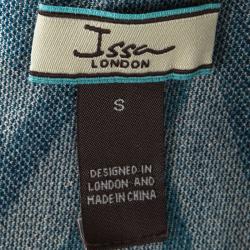 Issa
LONDON
S
DESIGNED IN
LONDON AND
MADE IN CHINA